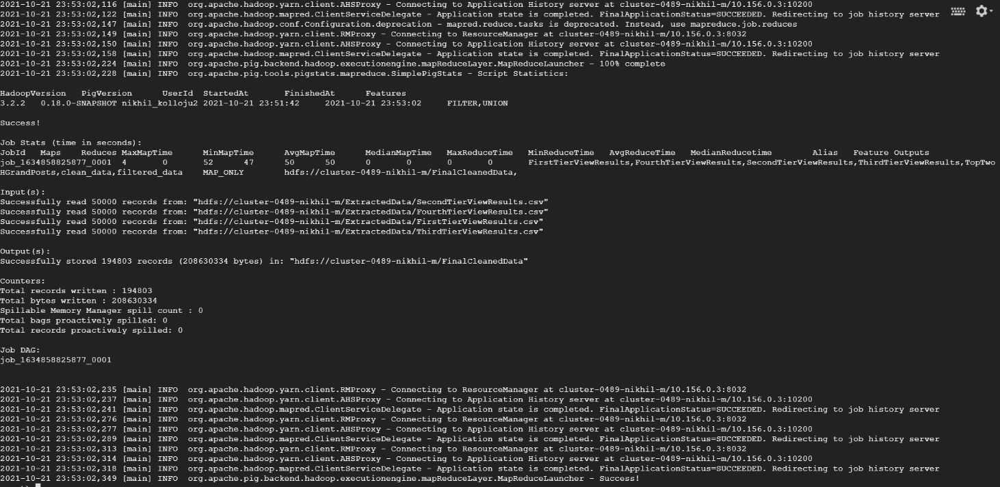 2021-10-21 23:53:02,116 [main] INFO  org.apache.hadoop.yarn.client.AHSProxy - Connecting to Application History server at cluster-0489-nikhil-m/10.156.0.3:10200
2021-10-21 23:53:02,122 [main] INFO  org.apache.hadoop.mapred.ClientServiceDelegate - Application state is completed. FinalApplicationStatus=SUCCEEDED. Redirecting to job history server
2021-10-21 23:53:02,147 [main] INFO  org.apache.hadoop.conf.Configuration.deprecation - mapred.reduce.tasks is deprecated. Instead, use mapreduce.job.reduces
2021-10-21 23:53:02,149 [main] INFO  org.apache.hadoop.yarn.client.RMProxy - Connecting to ResourceManager at cluster-0489-nikhil-m/10.156.0.3:8032
2021-10-21 23:53:02,150 [main] INFO  org.apache.hadoop.yarn.client.AHSProxy - Connecting to Application History server at cluster-0489-nikhil-m/10.156.0.3:10200
2021-10-21 23:53:02,158 [main] INFO  org.apache.hadoop.mapred.ClientServiceDelegate - Application state is completed. FinalApplicationStatus=SUCCEEDED. Redirecting to job history server
2021-10-21 23:53:02,224 [main] INFO  org.apache.pig.backend.hadoop.executionengine.mapReduceLayer.MapReduceLauncher - 100% complete
2021-10-21 23:53:02,228 [main] INFO  org.apache.pig.tools.pigstats.mapreduce.SimplePigStats - Script Statistics:
HadoopVersion   PigVersion      UserId  StartedAt       FinishedAt      Features
3.2.2   0.18.0-SNAPSHOT nikhil_kolloju2 2021-10-21 23:51:42     2021-10-21 23:53:02     FILTER,UNION
Success!
Job Stats (time in seconds):
JobId   Maps    Reduces MaxMapTime      MinMapTime      AvgMapTime      MedianMapTime   MaxReduceTime   MinReduceTime   AvgReduceTime   MedianReducetime        Alias   Feature Outputs
job_1634858825877_0001  4       0       52      47      50      50      0       0       0       0       FirstTierViewResults,FourthTierViewResults,SecondTierViewResults,ThirdTierViewResults,TopTwo
HGrandPosts,clean_data,filtered_data    MAP_ONLY        hdfs://cluster-0489-nikhil-m/FinalCleanedData,
Input(s):
Successfully read 50000 records from: "hdfs://cluster-0489-nikhil-m/ExtractedData/SecondTierViewResults.csv"
Successfully read 50000 records from: "hdfs://cluster-0489-nikhil-m/ExtractedData/FourthTierViewResults.csv"
Successfully read 50000 records from: "hdfs://cluster-0489-nikhil-m/ExtractedData/FirstTierViewResults.csv"
Successfully read 50000 records from: "hdfs://cluster-0489-nikhil-m/ExtractedData/ThirdTierViewResults.csv"
Output(s):
Successfully stored 194803 records (208630334 bytes) in: "hdfs://cluster-0489-nikhil-m/FinalCleanedData"
Counters:
Total records written : 194803
Total bytes written : 208630334
Spillable Memory Manager spill count : 0
Total bags proactively spilled: 0
Total records proactively spilled: 0
Job DAG:
job_1634858825877_0001
2021-10-21 23:53:02,235 [main] INFO  org.apache.hadoop.yarn.client.RMProxy - Connecting to ResourceManager at cluster-0489-nikhil-m/10.156.0.3:8032
2021-10-21 23:53:02,237 [main] INFO  org.apache.hadoop.yarn.client.AHSProxy - Connecting to Application History server at cluster-0489-nikhil-m/10.156.0.3:10200
2021-10-21 23:53:02,241 [main] INFO  org.apache.hadoop.mapred.ClientServiceDelegate - Application state is completed. FinalApplicationStatus=SUCCEEDED. Redirecting to job history server
2021-10-21 23:53:02,276 [main] INFO  org.apache.hadoop.yarn.client.RMProxy - Connecting to ResourceManager at cluster-0489-nikhil-m/10.156.0.3:8032
2021-10-21 23:53:02,277 [main] INFO  org.apache.hadoop.yarn.client.AHSProxy - Connecting to Application History server at cluster-0489-nikhil-m/10.156.0.3:10200
2021-10-21 23:53:02,289 [main] INFO  org.apache.hadoop.mapred.ClientServiceDelegate - Application state is completed. FinalApplicationStatus=SUCCEEDED. Redirecting to job history server
2021-10-21 23:53:02,313 [main] INFO  org.apache.hadoop.yarn.client.RMProxy - Connecting to ResourceManager at cluster-0489-nikhil-m/10.156.0.3:8032
2021-10-21 23:53:02,314 [main] INFO  org.apache.hadoop.yarn.client.AHSProxy - Connecting to Application History server at cluster-0489-nikhil-m/10.156.0.3:10200
2021-10-21 23:53:02,318 [main] INFO  org.apache.hadoop.mapred.ClientServiceDelegate - Application state is completed. FinalApplicationStatus=SUCCEEDED. Redirecting to job history server
2021-10-21 23:53:02,349 [main] INFO  org.apache.pig.backend.hadoop.executionengine.mapReduceLayer.MapReduceLauncher - Success!